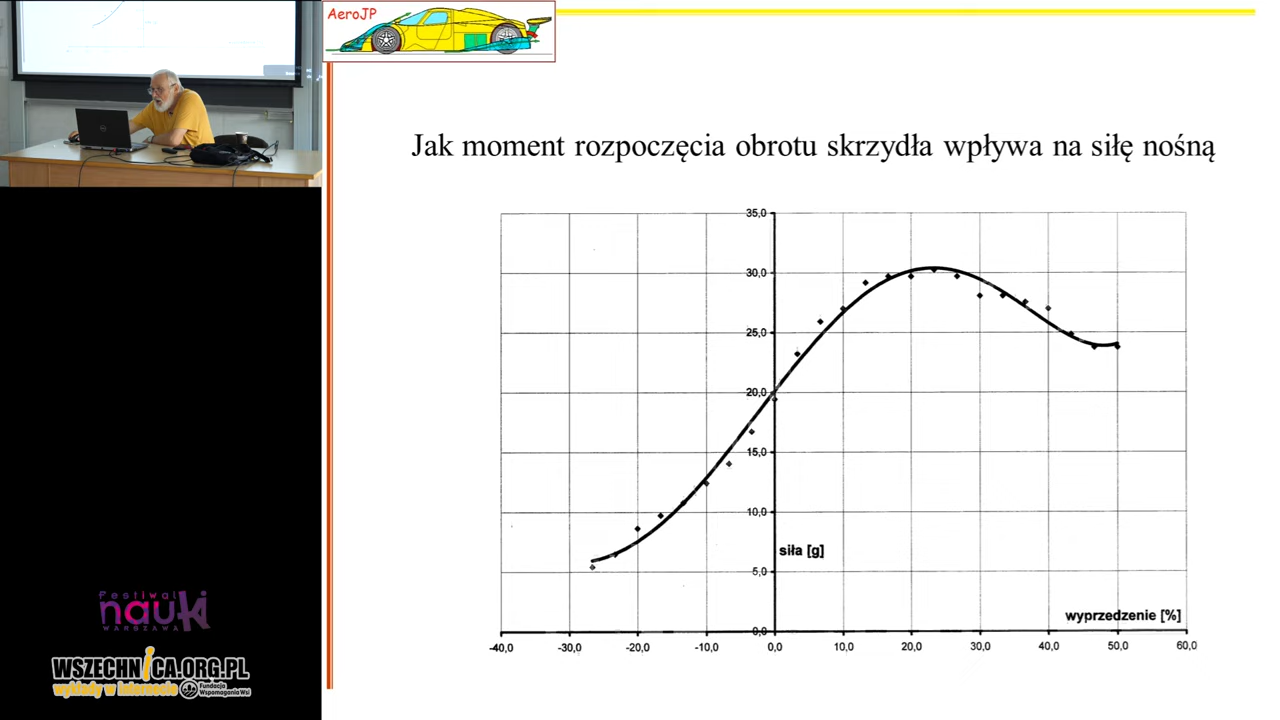 AeroJP
Jak moment rozpoczęcia obrotu skrzydła wpływa na siłę nośną
35,0
30,0
25,0
20,0
15,0
10,0
siła [g]
5,0
wyprzedzenie [%]
0,0
-40,0 -30,0 -20,0 -10,0 0,0 10,0 20,0 30,0 40,0 50,0 60,0
Festiwal
nauki
WARSZAWA
WSZECHNICA.ORG.PL
wykłady w internecie
Fundacja
Wspomagania Wsi